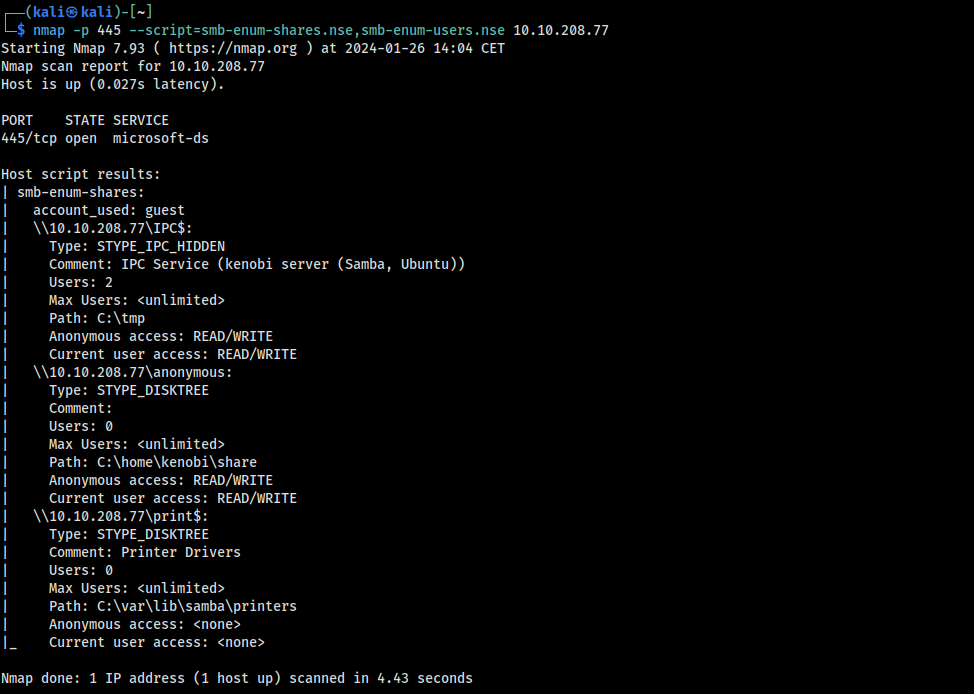 ┌──(kali㉿kali)-[~]
└─$ nmap -p 445 --script=smb-enum-shares.nse,smb-enum-users.nse 10.10.208.77
Starting Nmap 7.93 ( https://nmap.org ) at 2024-01-26 14:04 CET
Nmap scan report for 10.10.208.77
Host is up (0.027s latency).

PORT    STATE SERVICE
445/tcp open  microsoft-ds

Host script results:
| smb-enum-shares:
|   account_used: guest
|   \\10.10.208.77\IPC$:
|     Type: STYPE_IPC_HIDDEN
|     Comment: IPC Service (kenobi server (Samba, Ubuntu))
|     Users: 2
|     Max Users: <unlimited>
|     Path: C:\tmp
|     Anonymous access: READ/WRITE
|     Current user access: READ/WRITE
|   \\10.10.208.77\anonymous:
|     Type: STYPE_DISKTREE
|     Comment:
|     Users: 0
|     Max Users: <unlimited>
|     Path: C:\home\kenobi\share
|     Anonymous access: READ/WRITE
|     Current user access: READ/WRITE
|   \\10.10.208.77\print$:
|     Type: STYPE_DISKTREE
|     Comment: Printer Drivers
|     Users: 0
|     Max Users: <unlimited>
|     Path: C:\var\lib\samba\printers
|     Anonymous access: <none>
|_    Current user access: <none>

Nmap done: 1 IP address (1 host up) scanned in 4.43 seconds